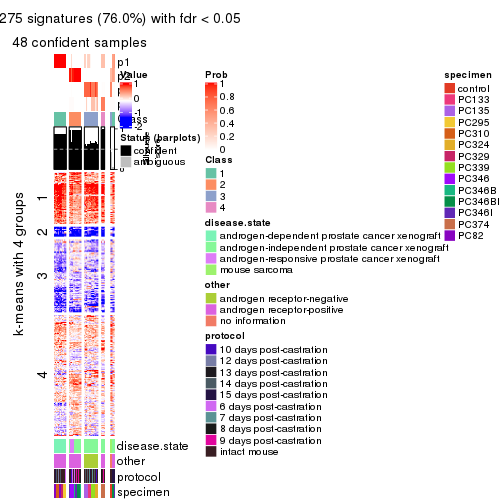 275 signatures (76.0%) with fdr < 0.05
48 confident samples
p1
p2
Value
1
0
-1
-2
Class
Status (barplots)
confident
ambiguous
k-means with 4 groups
1
2
3
4
disease.state
other
protocol
specimen
Prob
1
0.8
0.6
0.4
0.2
0
Class
1
2
3
4
disease.state
androgen-dependent prostate cancer xenograft
androgen-independent prostate cancer xenograft
androgen-responsive prostate cancer xenograft
mouse sarcoma
other
androgen receptor-negative
androgen receptor-positive
no information
protocol
10 days post-castration
12 days post-castration
13 days post-castration
14 days post-castration
15 days post-castration
6 days post-castration
7 days post-castration
8 days post-castration
9 days post-castration
intact mouse
specimen
control
PC133
PC135
PC295
PC310
PC324
PC329
PC339
PC346
PC346B
PC346BI
PC346I
PC374
PC82